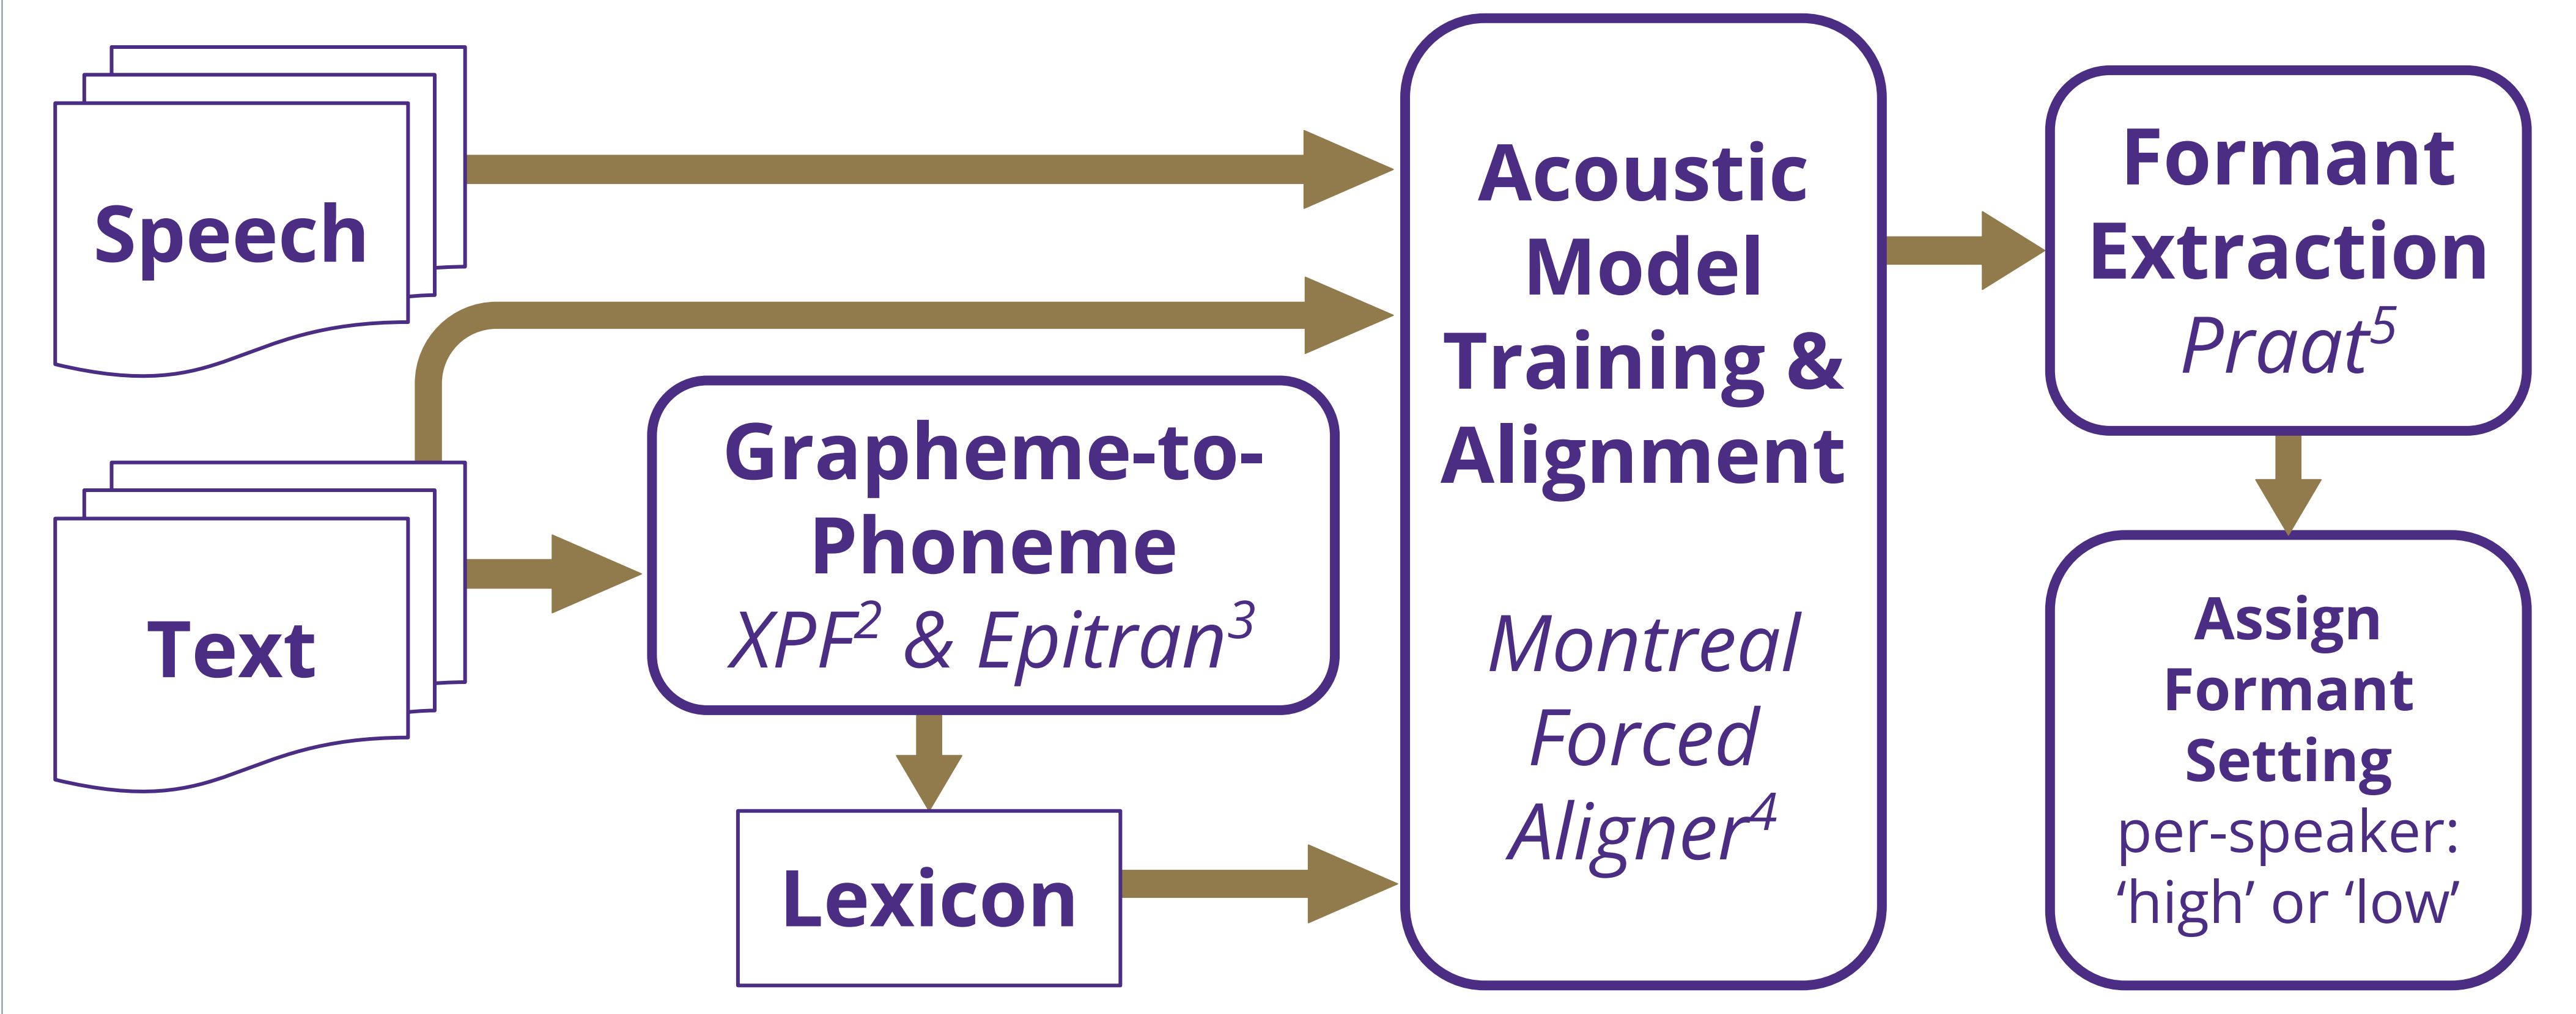 Speech
Text
Grapheme-to-
Phoneme
XPF² & Epitran³
Lexicon
Acoustic
Model
Training &
Alignment
Montreal
Forced
Aligner⁴
Formant
Extraction
Praat⁵
Assign
Formant
Setting
per-speaker:
‘high’ or ‘low’